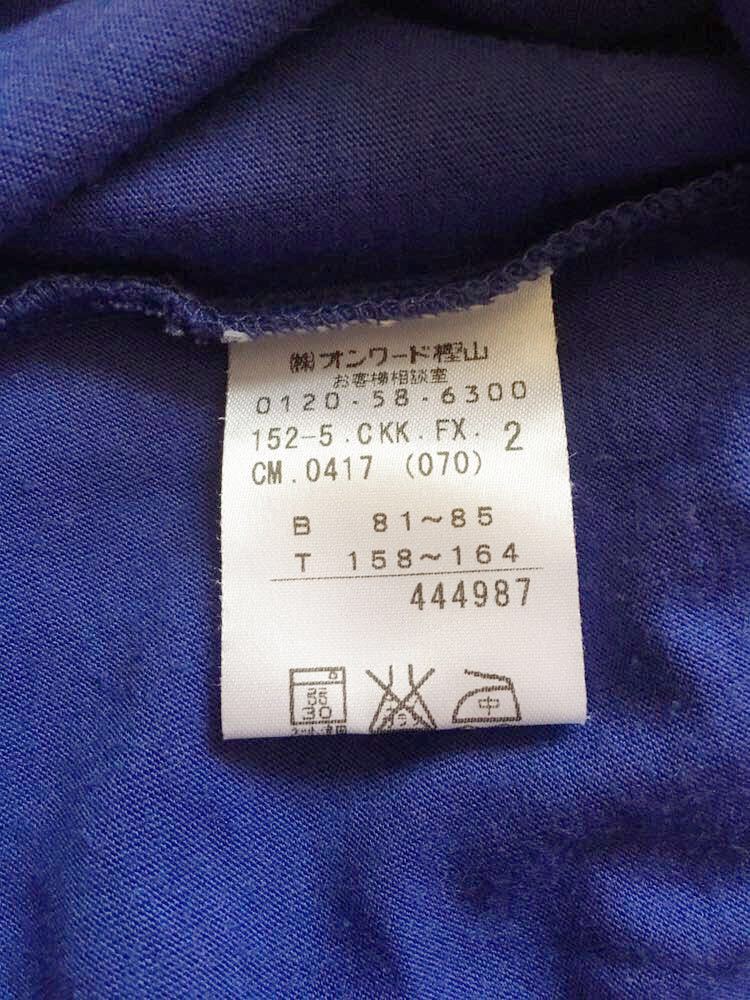 ㈱オンワード樫山
お客様相談室
0120-58-6300
152-5.CKK.FX. 2
CM.0417 (070)
B 81~85
T 158~164
444987
中